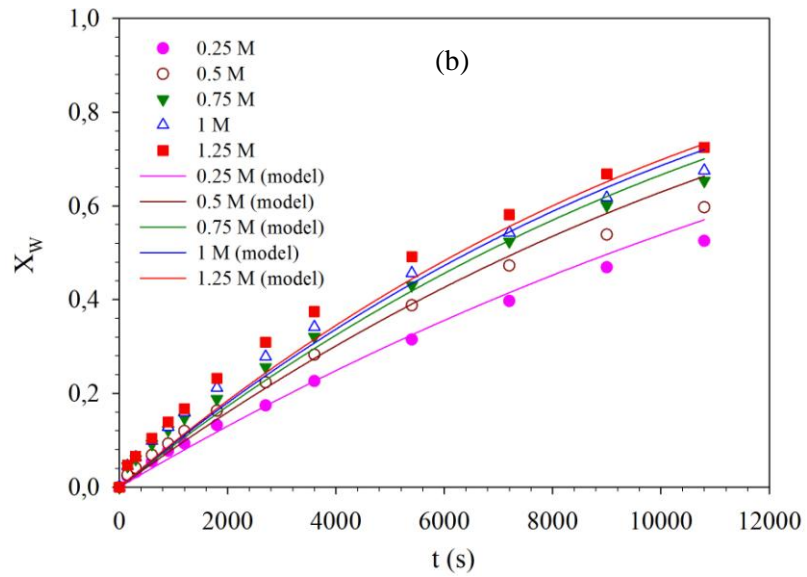 1,0
0,8
0,6
0,4
0,2
0,0
X_W
(b)
0.25 M
0.5 M
0.75 M
1 M
1.25 M
0.25 M (model)
0.5 M (model)
0.75 M (model)
1 M (model)
1.25 M (model)
0 2000 4000 6000 8000 10000 12000
t (s)